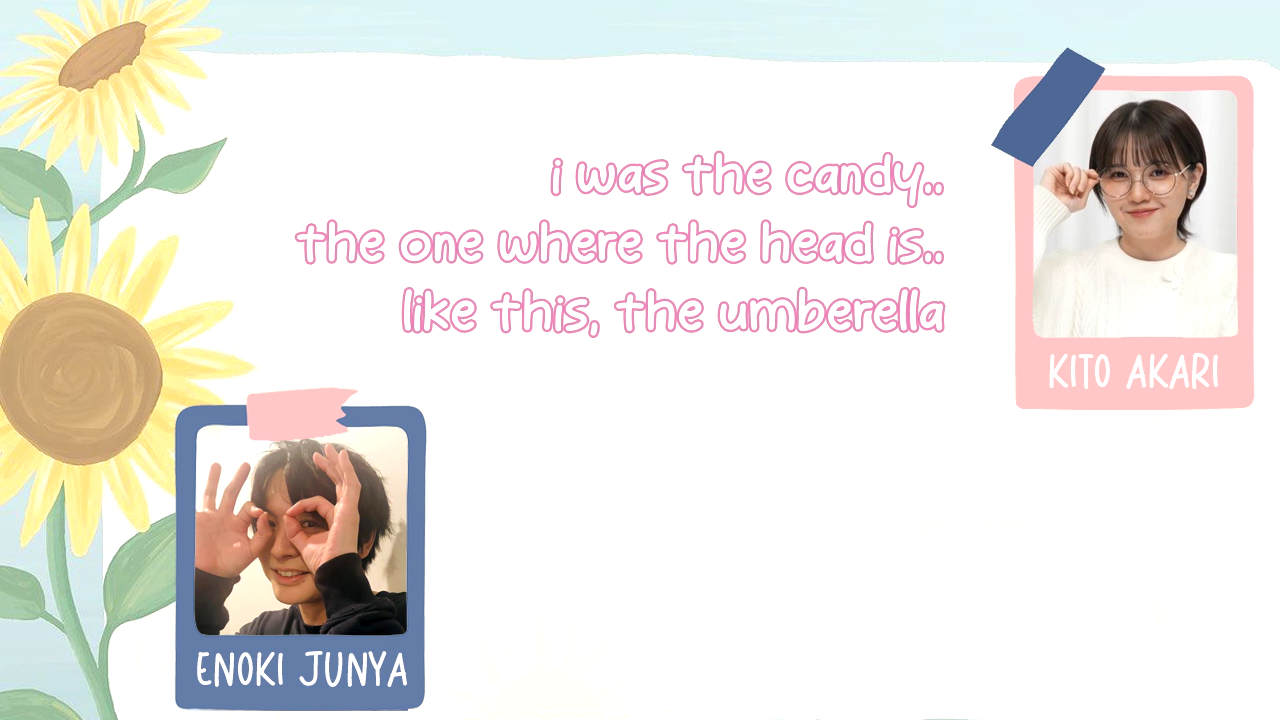 i was the candy..
the one where the head is..
like this, the umberella
KITO AKARI
ENOKI JUNYA